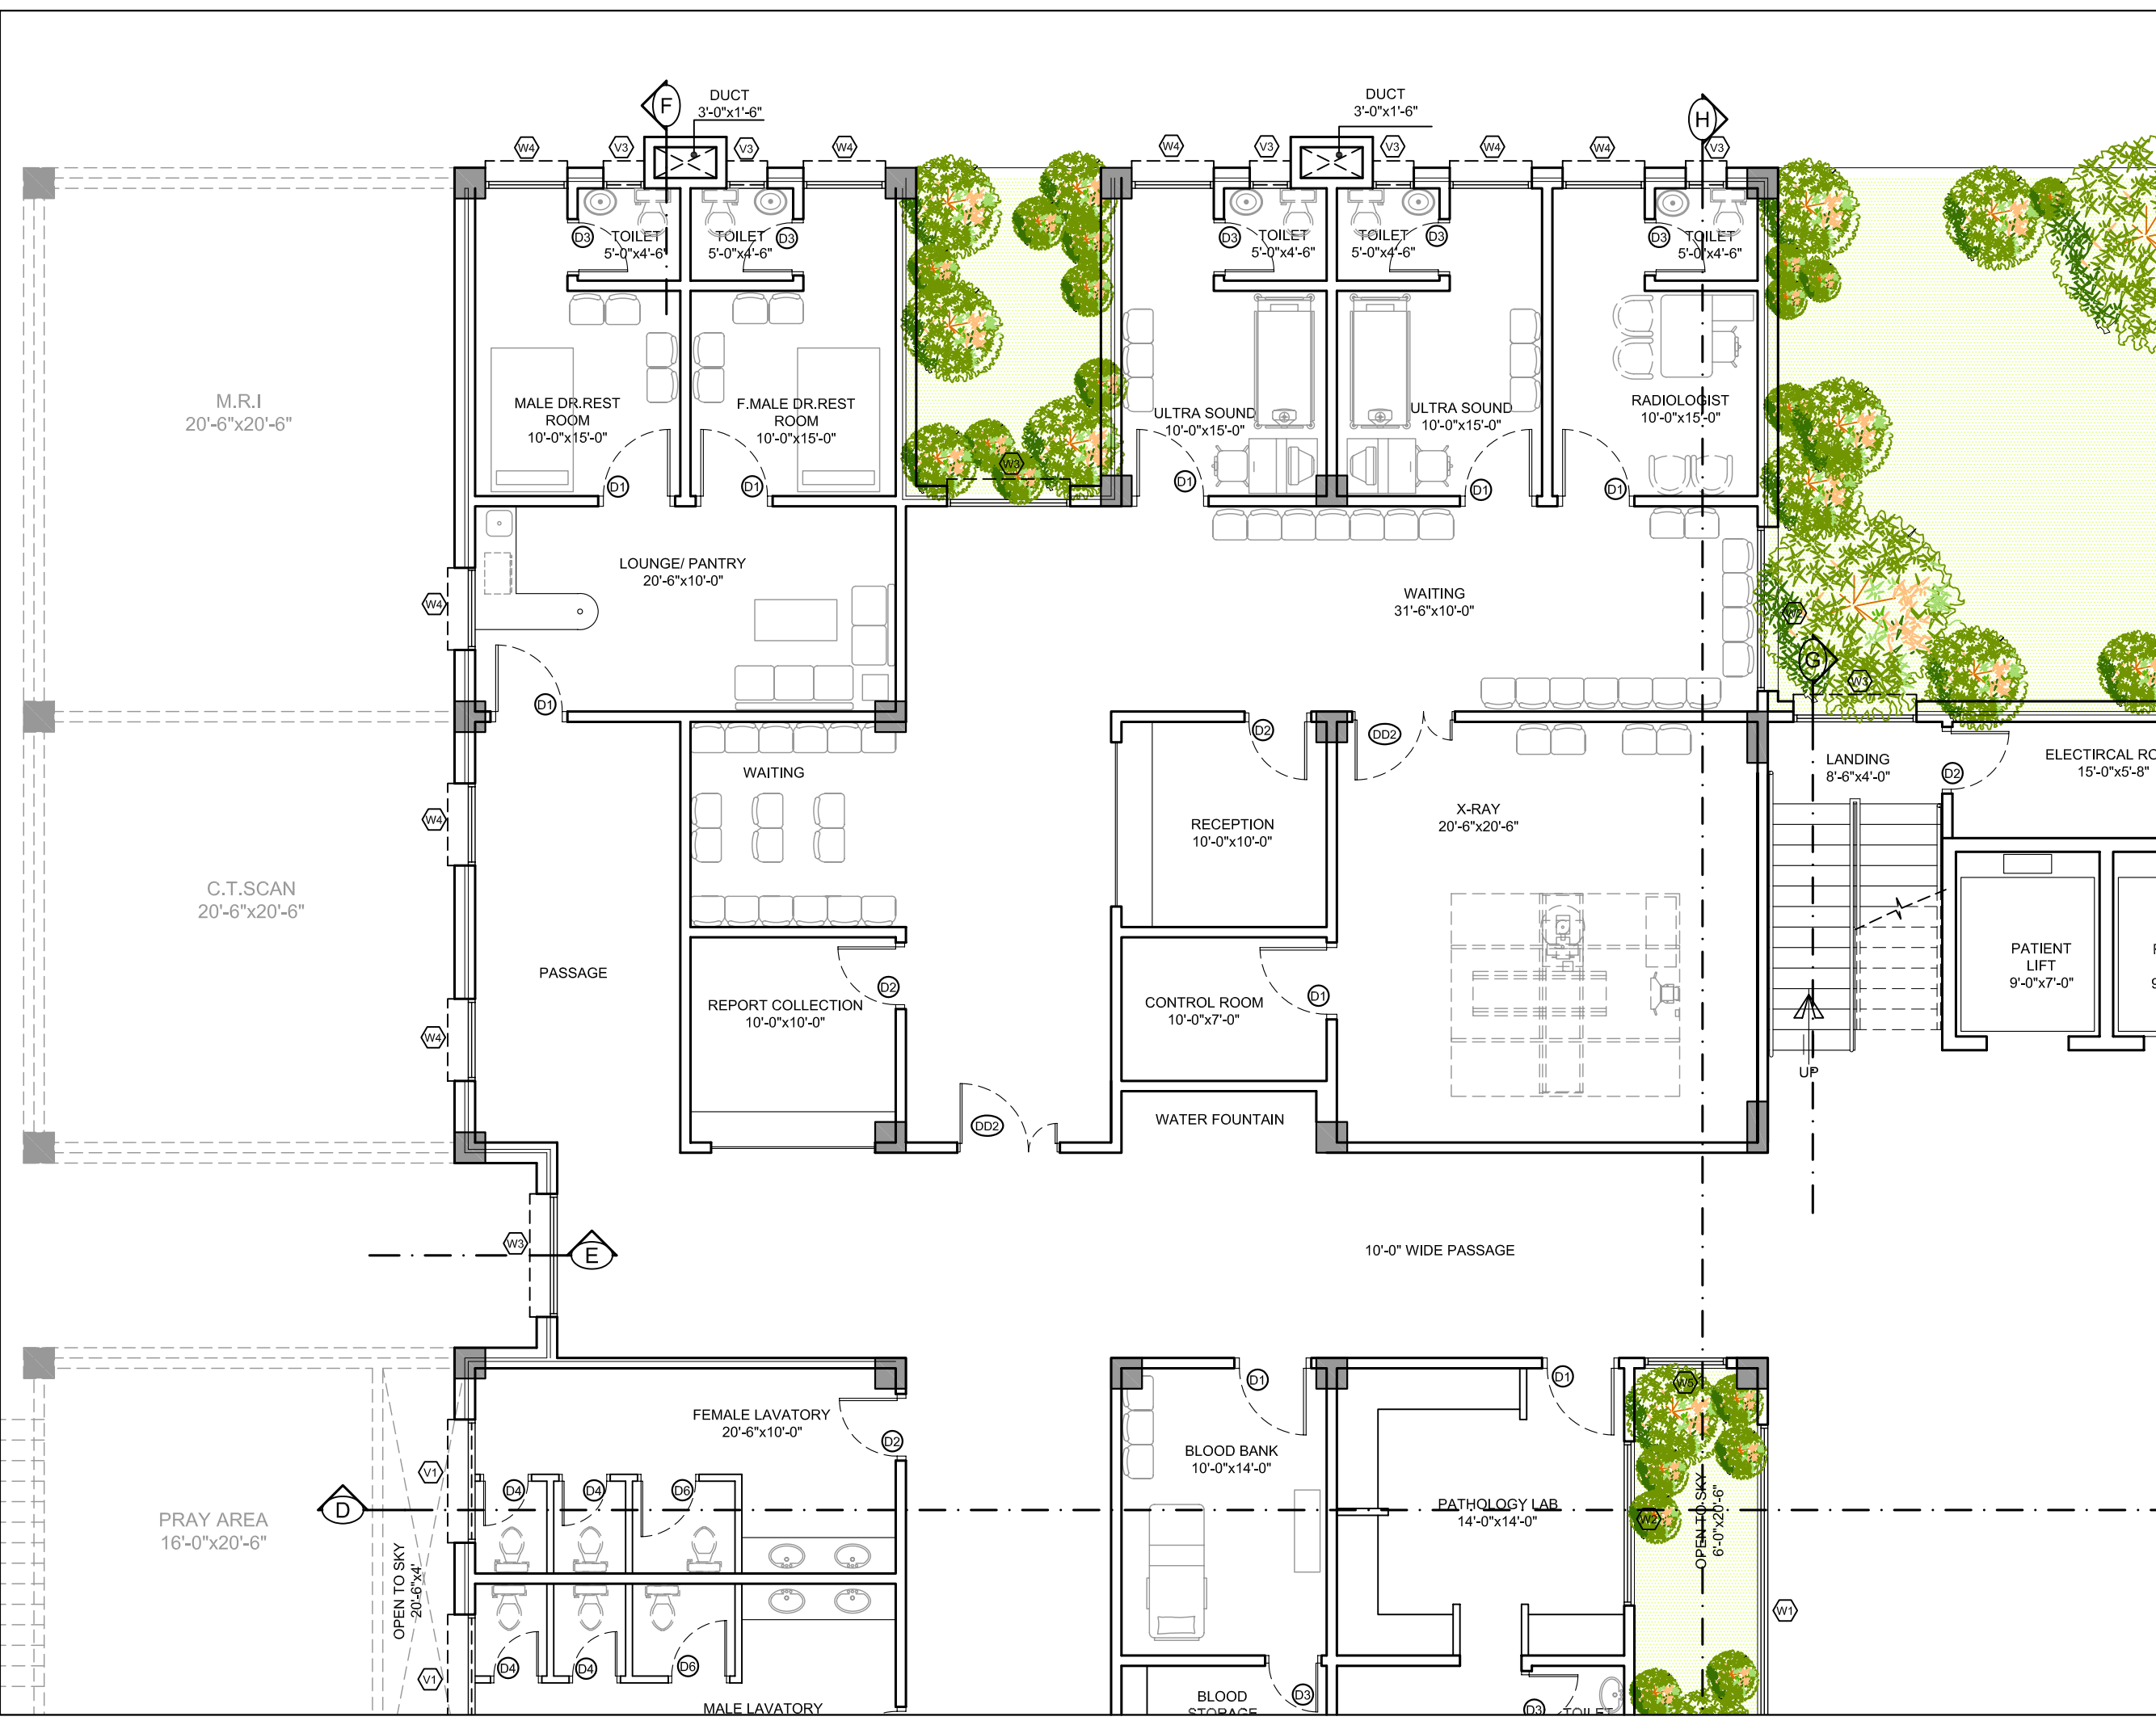 F
DUCT
3'-0"x1'-6"
DUCT
3'-0"x1'-6"
H
W4
V3
V3
W4
W4
V3
V3
W4
W4
V3
D3
TOILET
5'-0"x4'-6"
TOILET
5'-0"x4'-6"
D3
D3
TOILET
5'-0"x4'-6"
TOILET
5'-0"x4'-6"
D3
D3
TOILET
5'-0"x4'-6"
M.R.I
20'-6"x20'-6"
MALE DR.REST
ROOM
10'-0"x15'-0"
F.MALE DR.REST
ROOM
10'-0"x15'-0"
ULTRA SOUND
10'-0"x15'-0"
ULTRA SOUND
10'-0"x15'-0"
RADIOLOGIST
10'-0"x15'-0"
W3
D1
D1
D1
D1
D1
LOUNGE/ PANTRY
20'-6"x10'-0"
W4
WAITING
31'-6"x10'-0"
W2
G
W3
D1
D2
DD2
WAITING
LANDING
8'-6"x4'-0"
D2
ELECTIRCAL RO
15'-0"x5'-8"
W4
RECEPTION
10'-0"x10'-0"
X-RAY
20'-6"x20'-6"
C.T.SCAN
20'-6"x20'-6"
PASSAGE
D2
REPORT COLLECTION
10'-0"x10'-0"
CONTROL ROOM
10'-0"x7'-0"
D1
PATIENT
LIFT
9'-0"x7'-0"
W4
UP
DD2
WATER FOUNTAIN
W3
E
10'-0" WIDE PASSAGE
D1
D1
W5
FEMALE LAVATORY
20'-6"x10'-0"
D2
BLOOD BANK
10'-0"x14'-0"
V1
D4
D4
D6
D
PRAY AREA
16'-0"x20'-6"
PATHOLOGY LAB
14'-0"x14'-0"
W2
OPEN TO SKY
6'-0"x20'-6"
OPEN TO SKY
20'-6"x4'
W1
V1
D4
D4
D6
MALE LAVATORY
BLOOD
STORAGE
D3
D3
TOILET